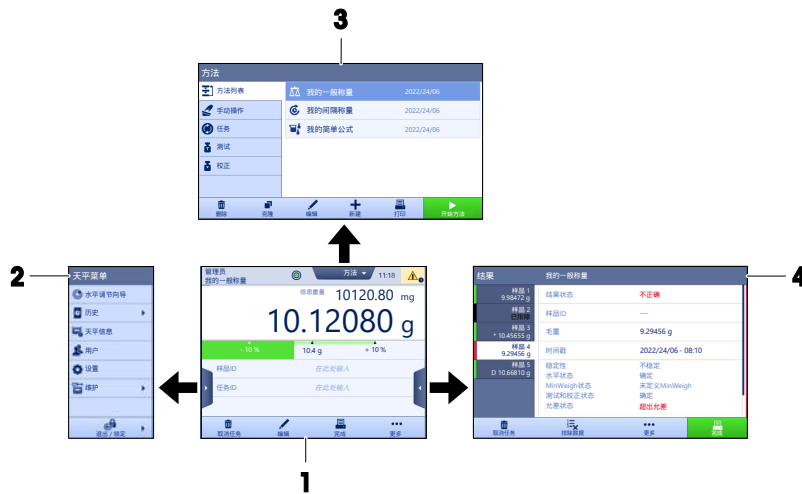 3
方法
方法列表
手动操作
任务
测试
校正
我的一般称量 2022/24/06
我的间隔称量 2022/24/06
我的简单公式 2022/24/06
删除 克隆 编辑 新建 打印 开始方法
2
天平菜单
水平调节向导
历史
天平信息
用户
设置
维护
退出 / 锁定
管理员
我的一般称量
方法 11:18
信息重量 10120.80 mg
10.12080 g
- 10 % 10.4 g + 10 %
样品ID 在此处输入
任务ID 在此处输入
取消任务 编辑 完成 更多
1
4
结果 我的一般称量
样品 1
9.98472 g
样品 2
已排除
样品 3
* 10.45655 g
样品 4
9.29456 g
样品 5
D 10.66810 g
结果状态 不正确
样品ID ---
毛重 9.29456 g
时间戳 2022/24/06 - 08:10
稳定性 不稳定
水平状态 确定
MinWeigh状态 未定义MinWeigh
测试和校正状态 确定
允差状态 超出允差
取消任务 排除数据 更多 完成